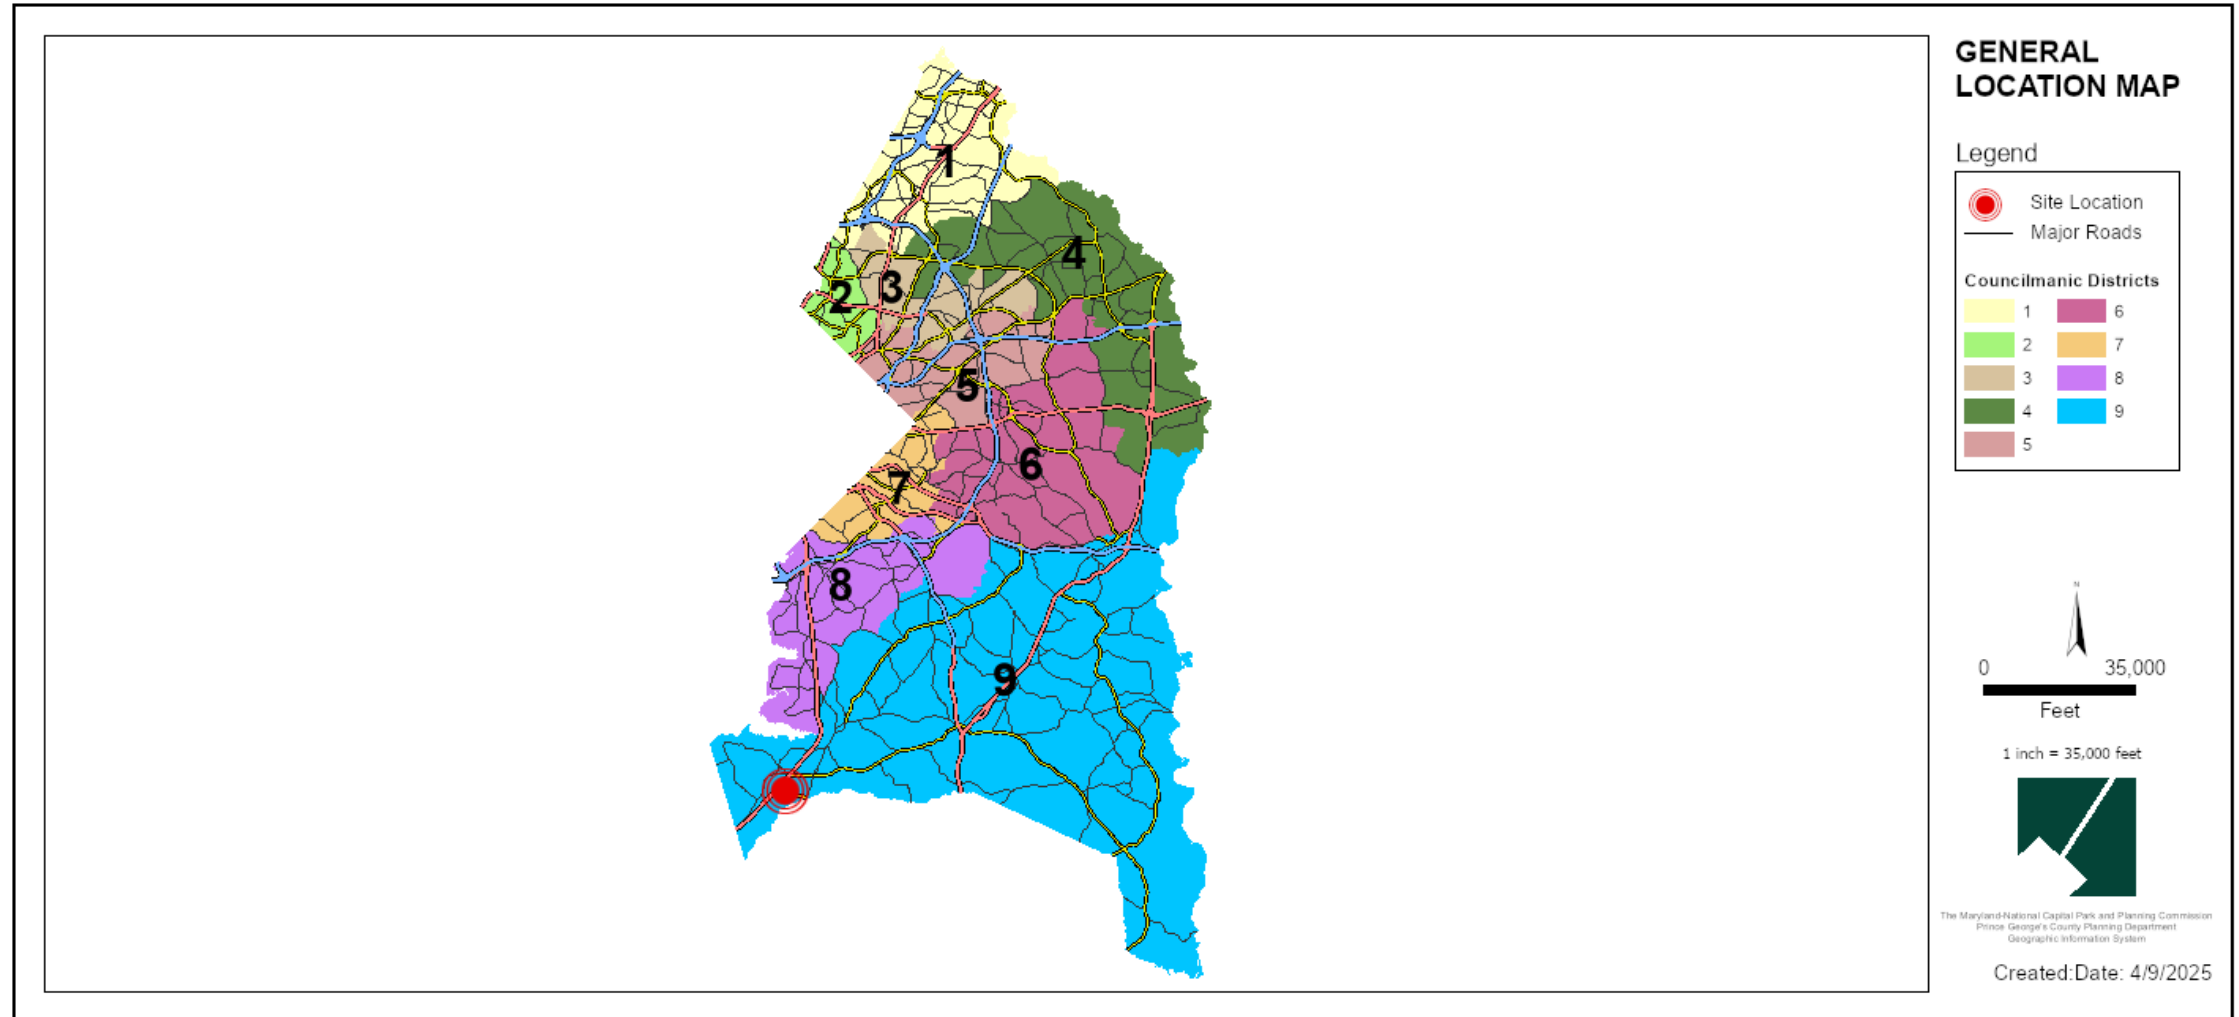 GENERAL
LOCATION MAP
Legend
Site Location
Major Roads
Councilmanic Districts
1 6
2 7
3 8
4 9
5
1
4
3
2
5
6
7
8
9
N
0 35,000
Feet
1 inch = 35,000 feet
The Maryland-National Capital Park and Planning Commission
Prince George's County Planning Department
Geographic Information System
Created:Date: 4/9/2025